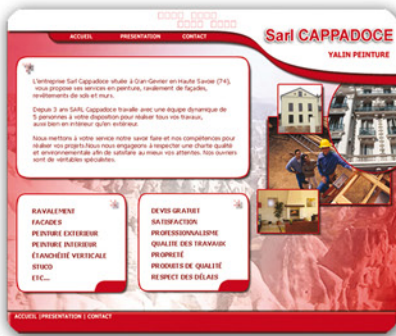 ACCUEIL PRESENTATION CONTACT
Sarl CAPPADOCE
YALIN PEINTURE
L'entreprise Sarl Cappadoce située à Cran-Gevrier en Haute Savoie (74),
vous propose ses services en peinture, ravalement de façades,
revêtements de sols et murs.
Depuis 3 ans SARL Cappadoce travaille avec une équipe dynamique de
5 personnes à votre disposition pour réaliser tous vos travaux,
aussi bien en intérieur qu'en extérieur.
Nous mettons à votre service notre savoir faire et nos compétences pour
réaliser vos projets.Nous nous engageons à respecter une charte qualité
et environnementale afin de satisfaire au mieux vos attentes. Nos ouvriers
sont de véritables spécialistes.
RAVALEMENT
FACADES
PEINTURE EXTERIEUR
PEINTURE INTERIEUR
ÉTANCHÉITÉ VERTICALE
STUCO
ETC...
DEVIS GRATUIT
SATISFACTION
PROFESSIONNALISME
QUALITE DES TRAVAUX
PROPRETÉ
PRODUITS DE QUALITÉ
RESPECT DES DÉLAIS
ACCUEIL |PRESENTATION | CONTACT